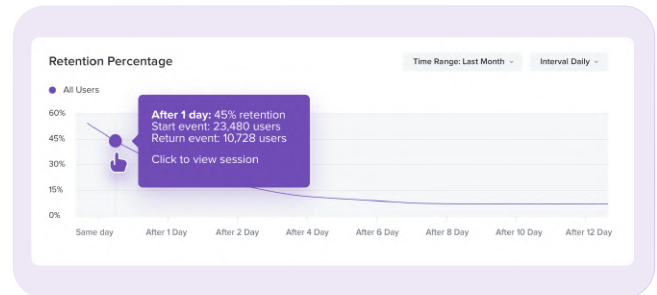 Retention Percentage
Time Range: Last Month
Interval Daily
All Users
60%
45%
30%
15%
0%
After 1 day: 45% retention
Start event: 23,480 users
Return event: 10,728 users
Click to view session
Same day
After 1 Day
After 2 Day
After 4 Day
After 6 Day
After 8 Day
After 10 Day
After 12 Day